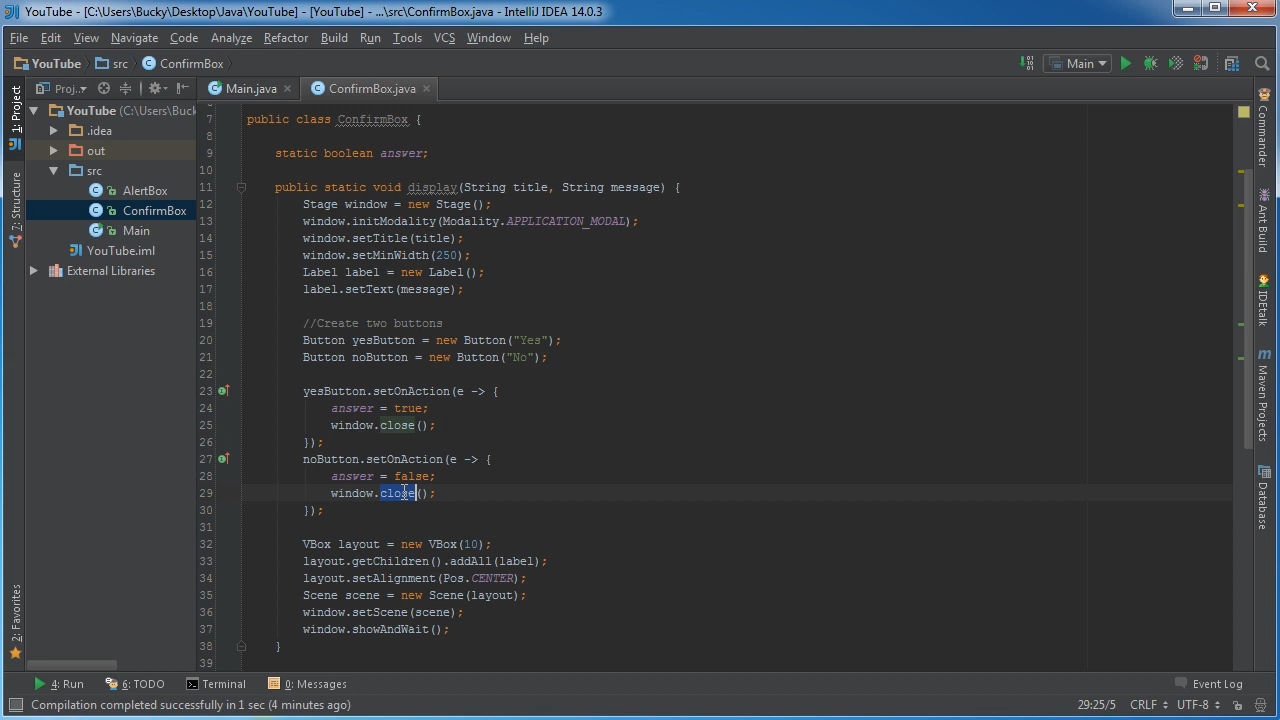 YouTube - [C:\Users\Bucky\Desktop\Java\YouTube] - [YouTube] - ...\src\ConfirmBox.java - IntelliJ IDEA 14.0.3
File Edit View Navigate Code Analyze Refactor Build Run Tools VCS Window Help
YouTube src ConfirmBox Main
1: Project
7: Structure
2: Favorites
Proj..
YouTube (C:\Users\Buck
.idea
out
src
AlertBox
ConfirmBox
Main
YouTube.iml
External Libraries
Main.java ConfirmBox.java
7 public class ConfirmBox {
8
9 static boolean answer;
10
11 public static void display(String title, String message) {
12 Stage window = new Stage();
13 window.initModality(Modality.APPLICATION_MODAL);
14 window.setTitle(title);
15 window.setMinWidth(250);
16 Label label = new Label();
17 label.setText(message);
18
19 //Create two buttons
20 Button yesButton = new Button("Yes");
21 Button noButton = new Button("No");
22
23 yesButton.setOnAction(e -> {
24 answer = true;
25 window.close();
26 });
27 noButton.setOnAction(e -> {
28 answer = false;
29 window.close();
30 });
31
32 VBox layout = new VBox(10);
33 layout.getChildren().addAll(label);
34 layout.setAlignment(Pos.CENTER);
35 Scene scene = new Scene(layout);
36 window.setScene(scene);
37 window.showAndWait();
38 }
39
Commander
Ant Build
IDEtalk
Maven Projects
Database
4: Run 6: TODO Terminal 0: Messages Event Log
Compilation completed successfully in 1 sec (4 minutes ago) 29:25/5 CRLF UTF-8